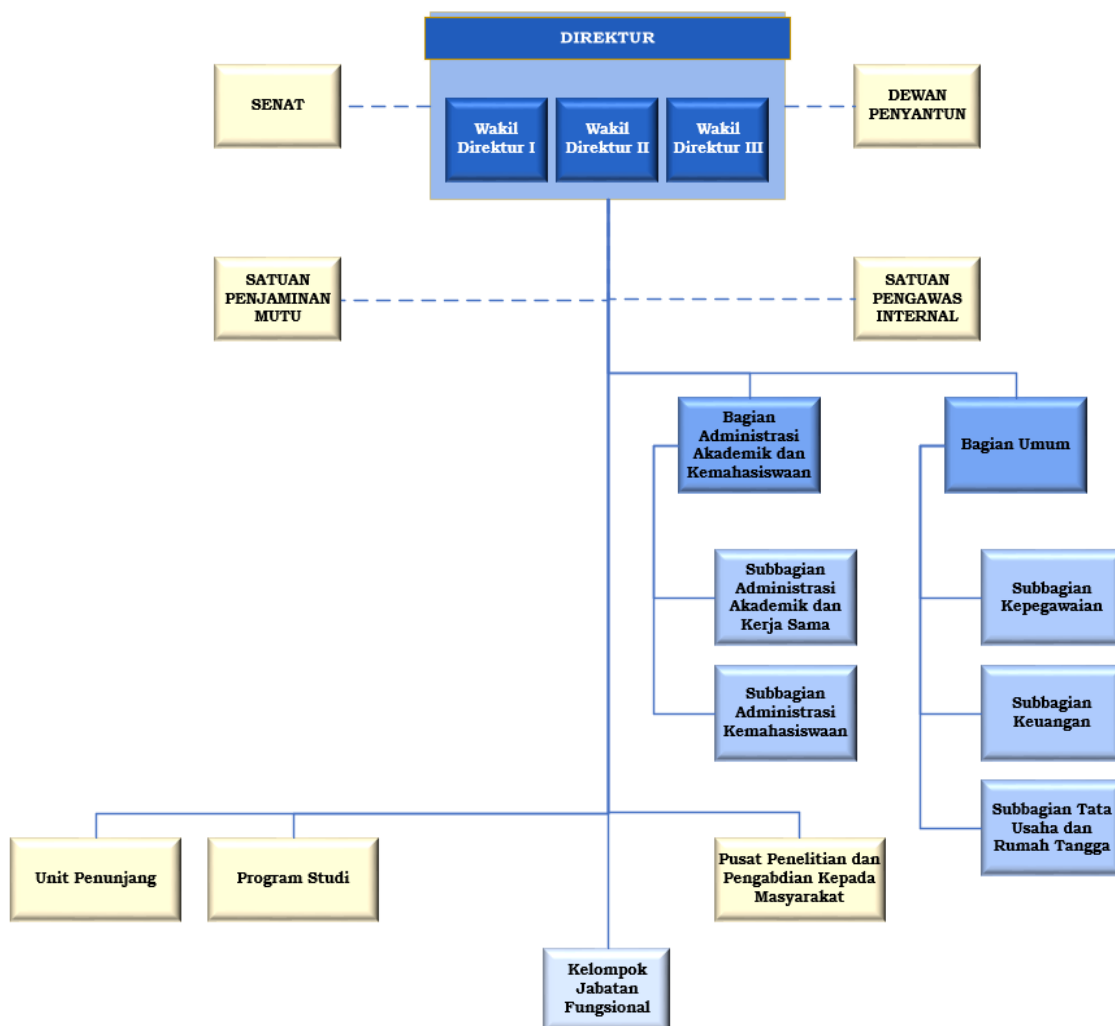 DIREKTUR
SENAT
DEWAN
PENYANTUN
Wakil
Direktur I
Wakil
Direktur II
Wakil
Direktur III
SATUAN
PENJAMINAN
MUTU
SATUAN
PENGAWAS
INTERNAL
Bagian
Administrasi
Akademik dan
Kemahasiswaan
Bagian Umum
Subbagian
Administrasi
Akademik dan
Kerja Sama
Subbagian
Kepegawaian
Subbagian
Administrasi
Kemahasiswaan
Subbagian
Keuangan
Subbagian Tata
Usaha dan
Rumah Tangga
Unit Penunjang
Program Studi
Pusat Penelitian dan
Pengabdian Kepada
Masyarakat
Kelompok
Jabatan
Fungsional